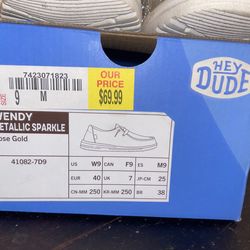 7423071823
SIZE
9 M
OUR
PRICE
$69.99
HEY
DUDE
WENDY
METALLIC SPARKLE
Rose Gold
41082-7D9
US W9 CAN F9 ES M9
EUR 40 UK 7 JP-CM 25
CN-MM 250 KR-MM 250 BR 38